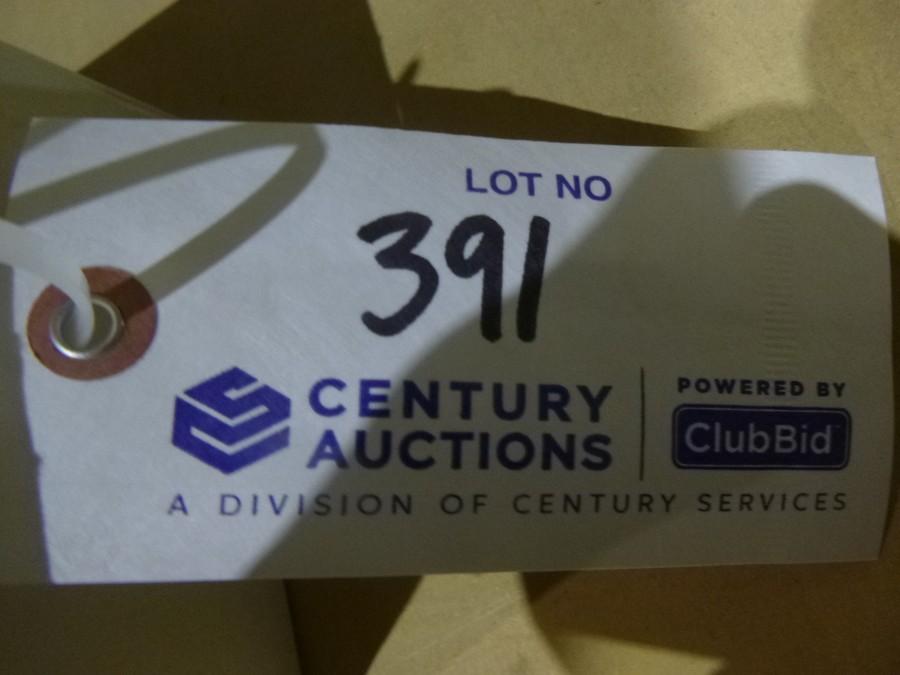 LOT NO
391
CENTURY AUCTIONS
POWERED BY
ClubBid
A DIVISION OF CENTURY SERVICES